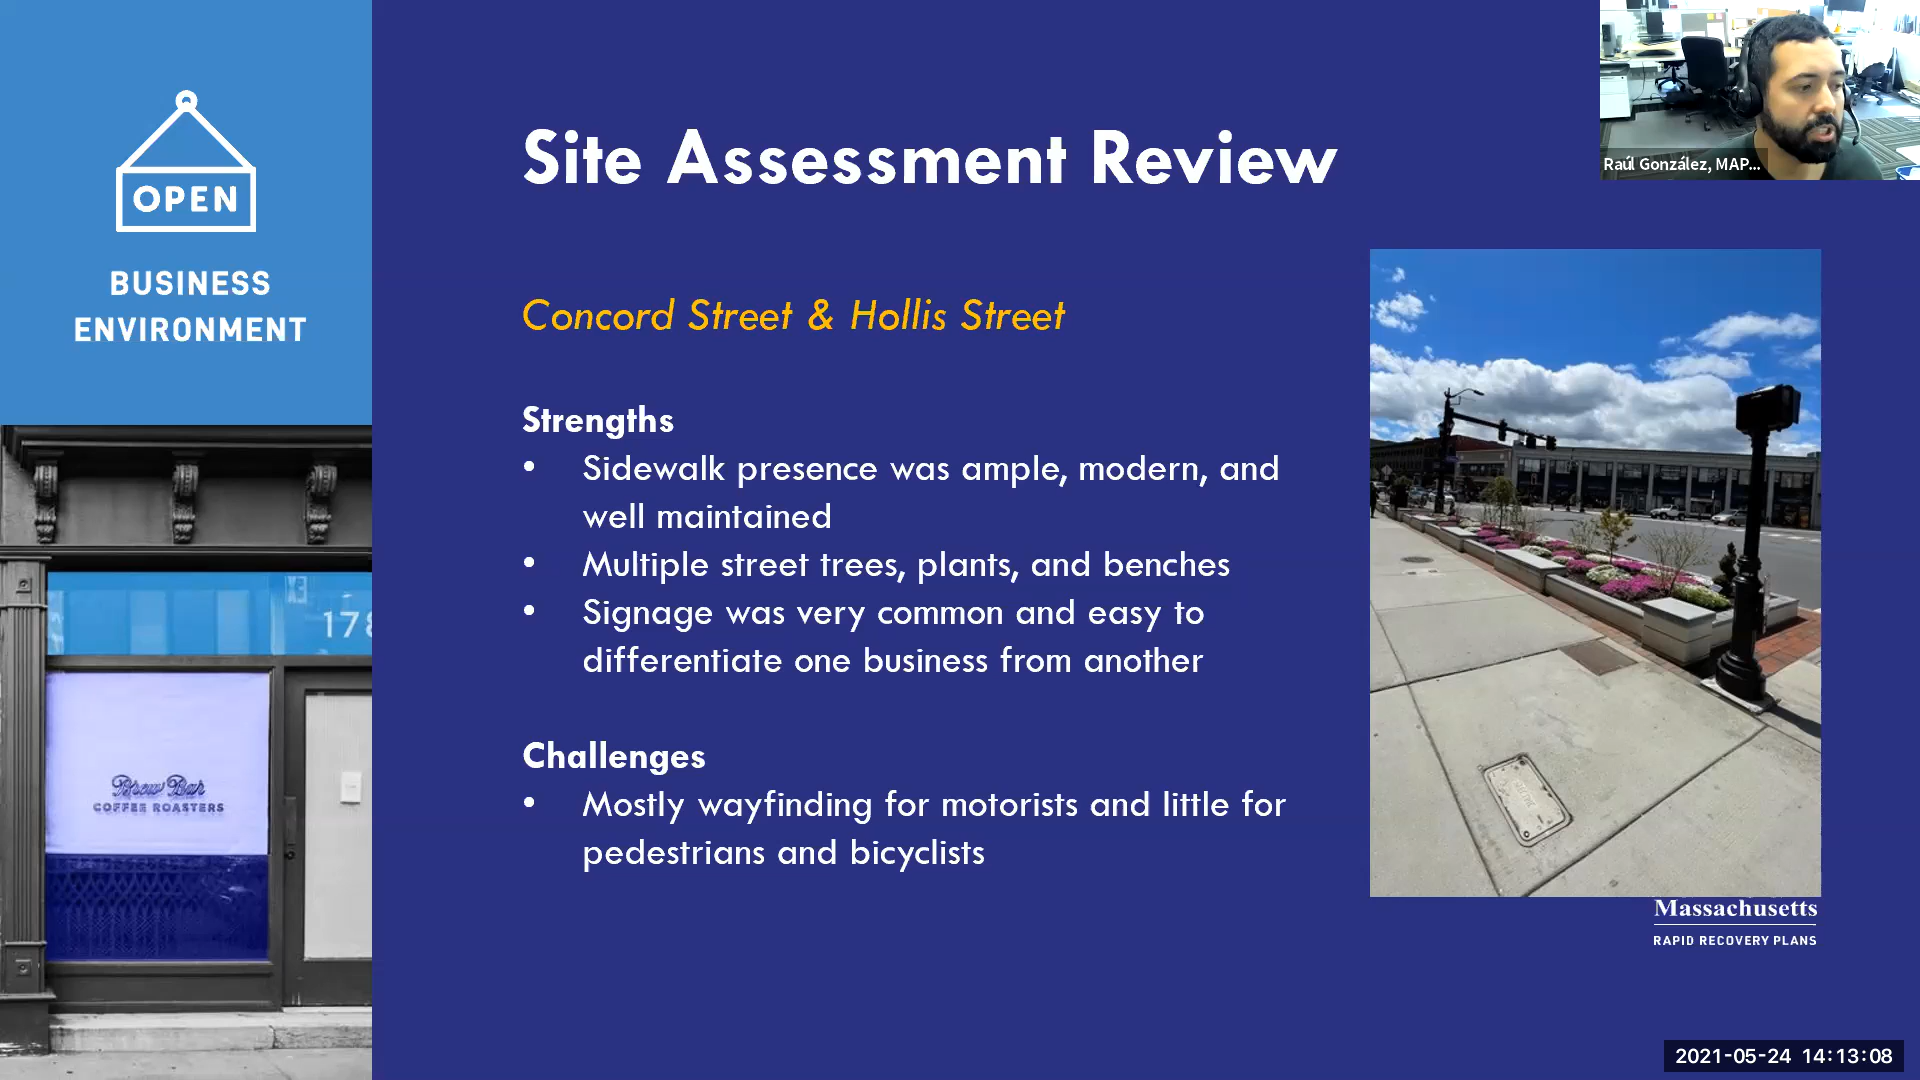 OPEN
BUSINESS
ENVIRONMENT
178
Brew Bar
COFFEE ROASTERS
Site Assessment Review
Concord Street & Hollis Street
Strengths
• Sidewalk presence was ample, modern, and
well maintained
• Multiple street trees, plants, and benches
• Signage was very common and easy to
differentiate one business from another
Challenges
• Mostly wayfinding for motorists and little for
pedestrians and bicyclists
Raúl González, MAP...
Massachusetts
RAPID RECOVERY PLANS
2021-05-24 14:13:08